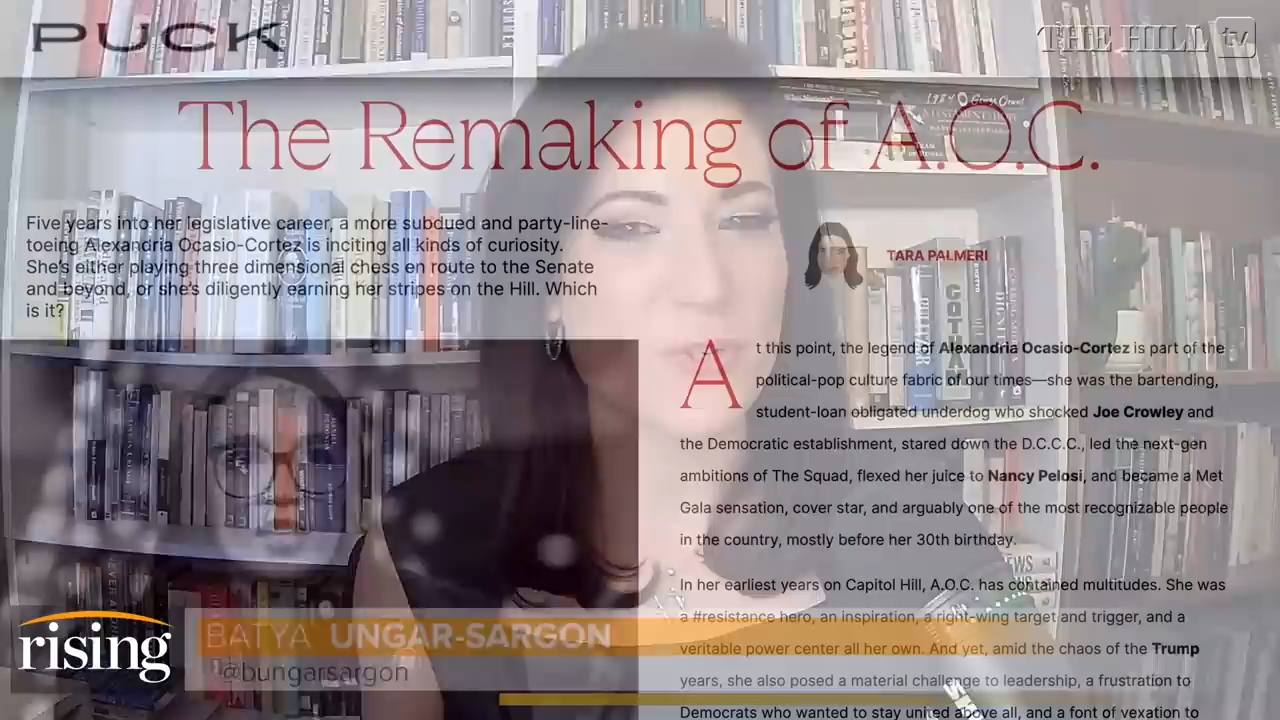 PUCK
THE HILL tv
The Remaking of A.O.C.
Five years into her legislative career, a more subdued and party-line-
toeing Alexandria Ocasio-Cortez is inciting all kinds of curiosity.
She's either playing three dimensional chess en route to the Senate
and beyond, or she's diligently earning her stripes on the Hill. Which
is it?
TARA PALMERI
At this point, the legend of Alexandria Ocasio-Cortez is part of the
political-pop culture fabric of our times—she was the bartending,
student-loan obligated underdog who shocked Joe Crowley and
the Democratic establishment, stared down the D.C.C.C., led the next-gen
ambitions of The Squad, flexed her juice to Nancy Pelosi, and became a Met
Gala sensation, cover star, and arguably one of the most recognizable people
in the country, mostly before her 30th birthday.
In her earliest years on Capitol Hill, A.O.C. has contained multitudes. She was
a #resistance hero, an inspiration, a right-wing target and trigger, and a
veritable power center all her own. And yet, amid the chaos of the Trump
years, she also posed a material challenge to leadership, a frustration to
Democrats who wanted to stay united above all, and a font of vexation to
1984 George Orwell
GOTHAM
rising
BATYA UNGAR-SARGON
@bungarsargon